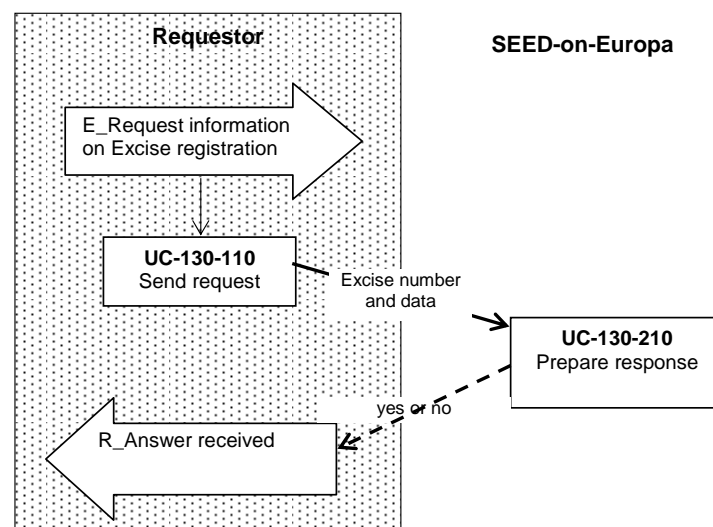 Requestor
SEED-on-Europa
E_Request information
on Excise registration
UC-130-110
Send request
Excise number
and data
UC-130-210
Prepare response
yes or no
R_Answer received